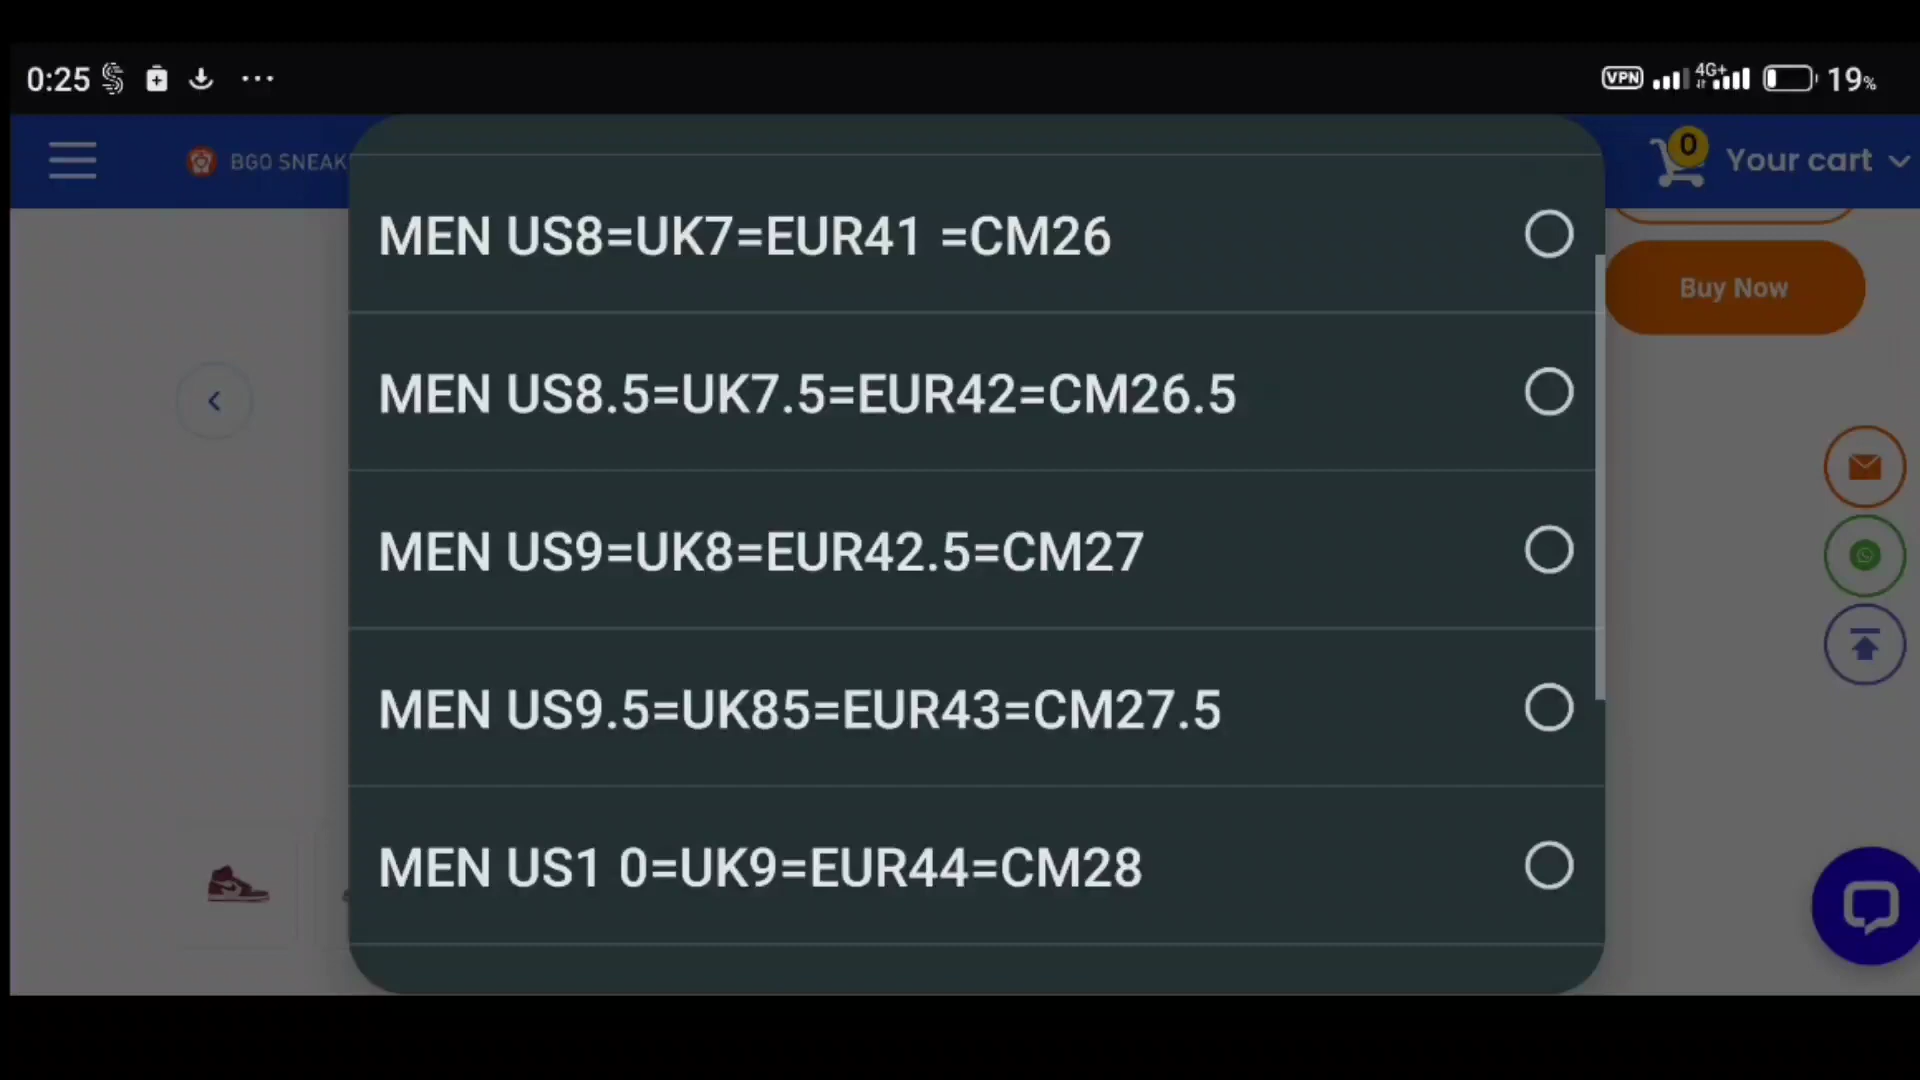 0:25
VPN 4G+ 19%
BGO SNEAK
0
Your cart
MEN US8=UK7=EUR41 =CM26
Buy Now
MEN US8.5=UK7.5=EUR42=CM26.5
MEN US9=UK8=EUR42.5=CM27
MEN US9.5=UK85=EUR43=CM27.5
MEN US1 0=UK9=EUR44=CM28